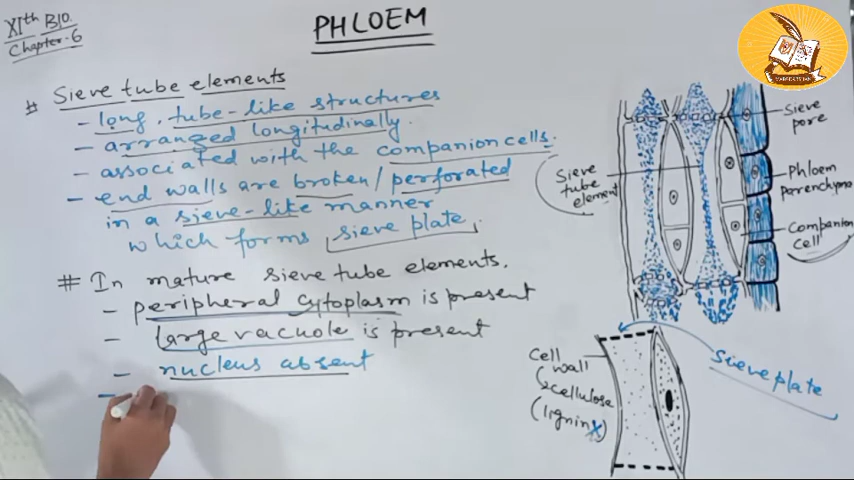 XIth BIO.
Chapter-6
PHLOEM
# Sieve tube elements
- long, tube-like structures
- arranged longitudinally.
- associated with the companion cells.
- end walls are broken/perforated
in a sieve-like manner
which forms sieve plate.
# In mature sieve tube elements.
- peripheral cytoplasm is present
- large vacuole is present
- nucleus absent
-
Sieve
pore
Sieve
tube
element
Phloem
parenchyma
Companion
cell
Cell
wall
(cellulose
(lignin x)
Sieve plate